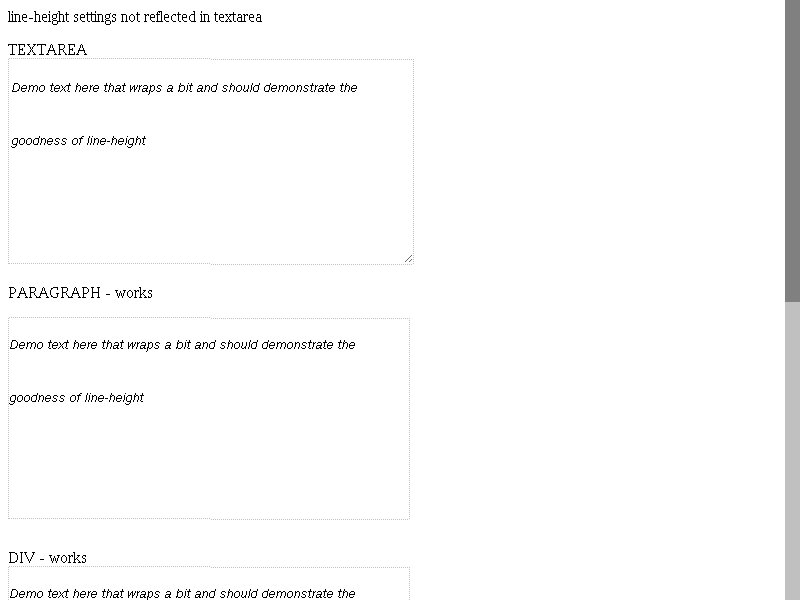 line-height settings not reflected in textarea
TEXTAREA
Demo text here that wraps a bit and should demonstrate the
goodness of line-height
PARAGRAPH - works
Demo text here that wraps a bit and should demonstrate the
goodness of line-height
DIV - works
Demo text here that wraps a bit and should demonstrate the